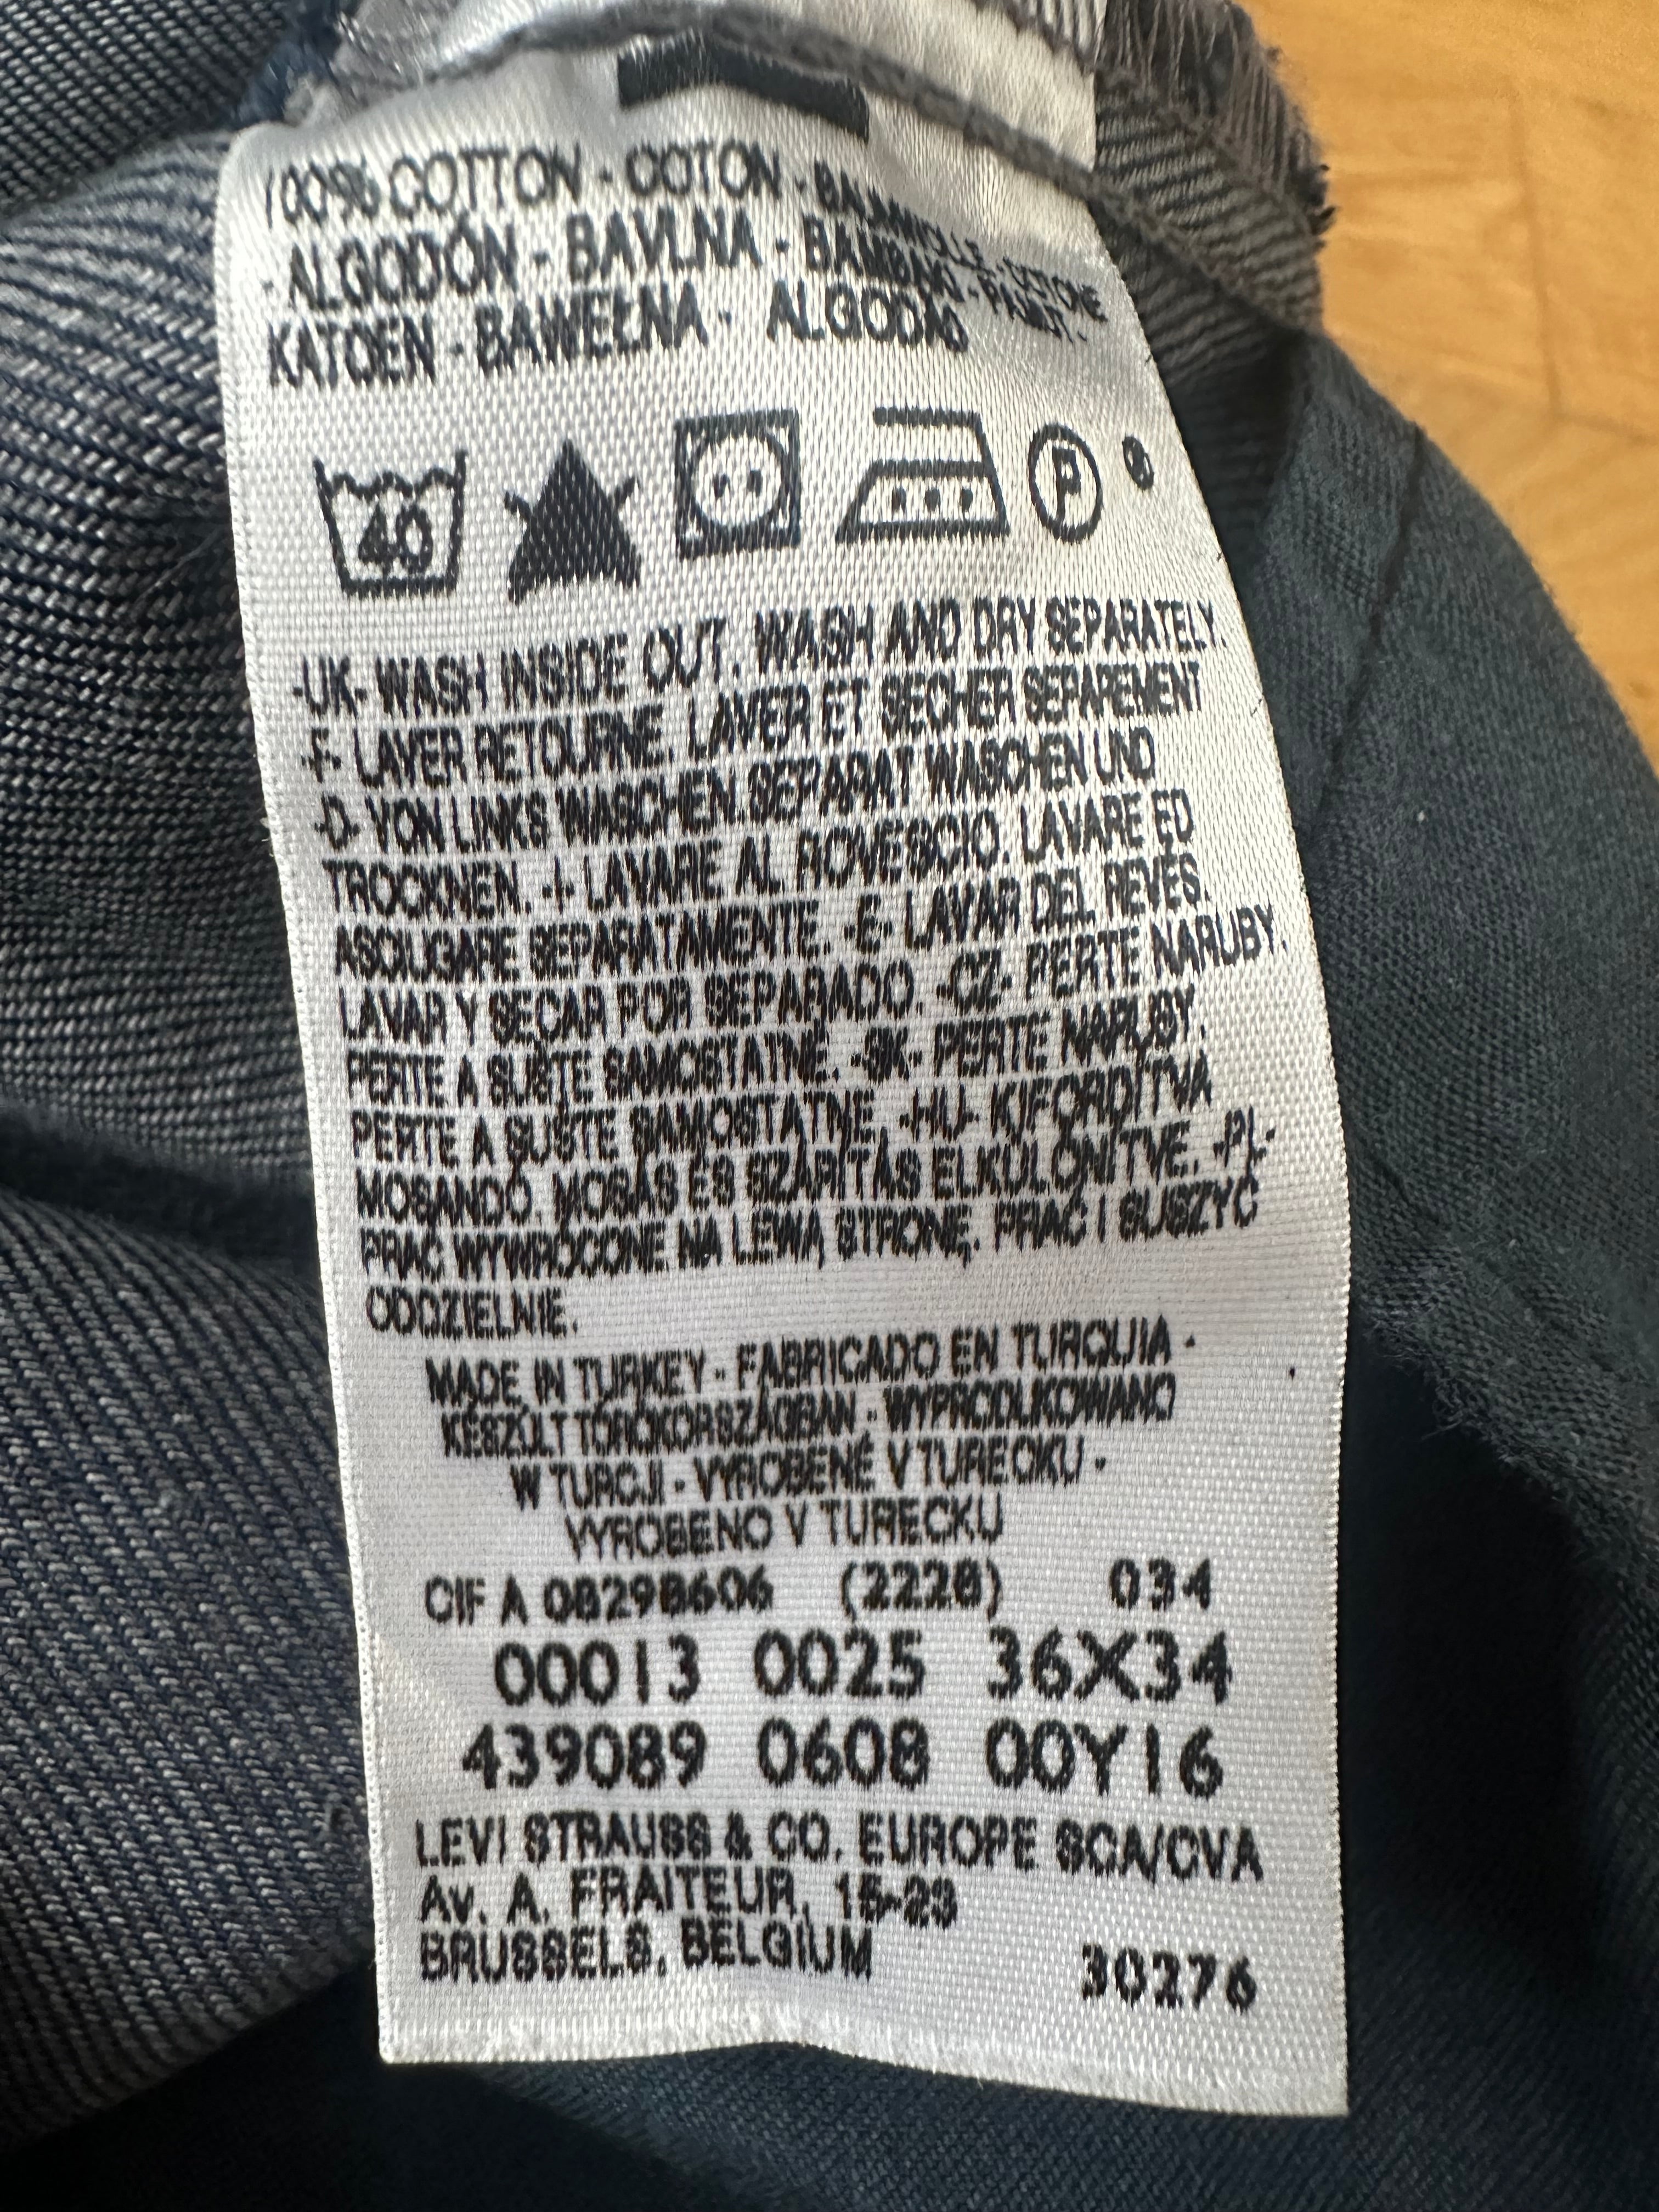 100% COTTON - COTON - BAUMWOLLE - COTONE
- ALGODÓN - BAVLNA - BAMBAKI - PAMUT -
KATOEN - BAWEŁNA - ALGODÃO
40
P
-UK- WASH INSIDE OUT. WASH AND DRY SEPARATELY.
-F- LAVER RETOURNE. LAVER ET SECHER SEPAREMENT
-D- VON LINKS WASCHEN. SEPARAT WASCHEN UND
TROCKNEN. -I- LAVARE AL ROVESCIO. LAVARE ED
ASCIUGARE SEPARATAMENTE. -E- LAVAR DEL REVÉS.
LAVAR Y SECAR POR SEPARADO. -CZ- PERTE NARUBY.
PERTE A SUŠTE SAMOSTATNĚ. -SK- PERTE NARUBY.
PERTE A SUŠTE SAMOSTATNE. -HU- KIFORDÍTVA
MOSANDÓ. MOSÁS ÉS SZÁRÍTÁS ELKÜLÖNÍTVE. -PL-
PRAĆ WYWRÓCONE NA LEWĄ STRONĘ. PRAĆ I SUSZYĆ
ODDZIELNIE.
MADE IN TURKEY - FABRICADO EN TURQUIA -
KÉSZÜLT TÖRÖKORSZÁGBAN - WYPRODUKOWANO
W TURCJI - VYROBENÉ V TURECKU -
VYROBENO V TURECKU
CIF A 08298606 (2228) 034
00013 0025 36X34
439089 0608 00Y16
LEVI STRAUSS & CO. EUROPE SCA/CVA
Av. A. FRAITEUR, 15-23
BRUSSELS, BELGIUM 30276